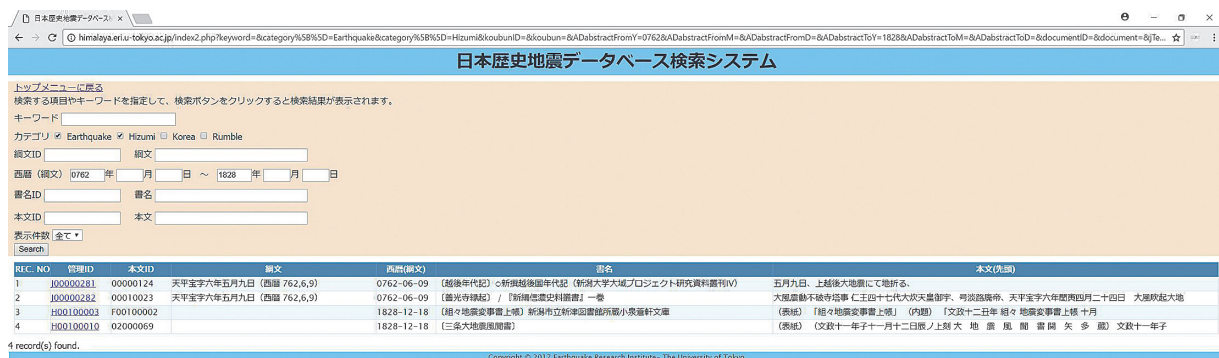 日本歴史地震データベース ×
himalaya.eri.u-tokyo.ac.jp/index2.php?keyword=&category%5B%5D=Earthquake&category%5B%5D=Hizumi&koubunID=&koubun=&ADabstractFromY=0762&ADabstractFromM=&ADabstractFromD=&ADabstractToY=1828&ADabstractToM=&ADabstractToD=&documentID=&document=&jTe...
日本歴史地震データベース検索システム
トップメニューに戻る
検索する項目やキーワードを指定して、検索ボタンをクリックすると検索結果が表示されます。
キーワード
カテゴリ Earthquake Hizumi Korea Rumble
綱文ID 綱文
西暦（綱文） 0762 年 月 日 ～ 1828 年 月 日
書名ID 書名
本文ID 本文
表示件数 全て
Search
REC. NO 管理ID 本文ID 綱文 西暦(綱文) 書名 本文(先頭)
1 J00000281 00000124 天平宝字六年五月九日（西暦 762,6,9） 0762-06-09 〔越後年代記〕○新撰越後国年代記（新潟大学大域プロジェクト研究資料叢刊Ⅳ） 五月九日、上越後大地震にて地折る、
2 J00000282 00010023 天平宝字六年五月九日（西暦 762,6,9） 0762-06-09 〔善光寺縁起〕 / 『新編信濃史料叢書』一巻 大風震動不破寺塔事 仁王四十七代大炊天皇御宇、号淡路廃帝、天平宝字六年暦寅四月二十四日 大風吹起大地
3 H00100003 F00100002 1828-12-18 〔組々地震変事書上帳〕新潟市立新津図書館所蔵小泉蒼軒文庫 （表紙）「組々地震変事書上帳」（内題）「文政十二丑年 組々 地震変事書上帳 十月
4 H00100010 02000069 1828-12-18 〔三条大地震風聞書〕 （表紙）（文政十一年子十一月十二日辰ノ上刻 大 地 震 風 聞 書 関 矢 多 蔵）文政十一年子
4 record(s) found.
Copyright © 2017 Earthquake Research Institute - The University of Tokyo